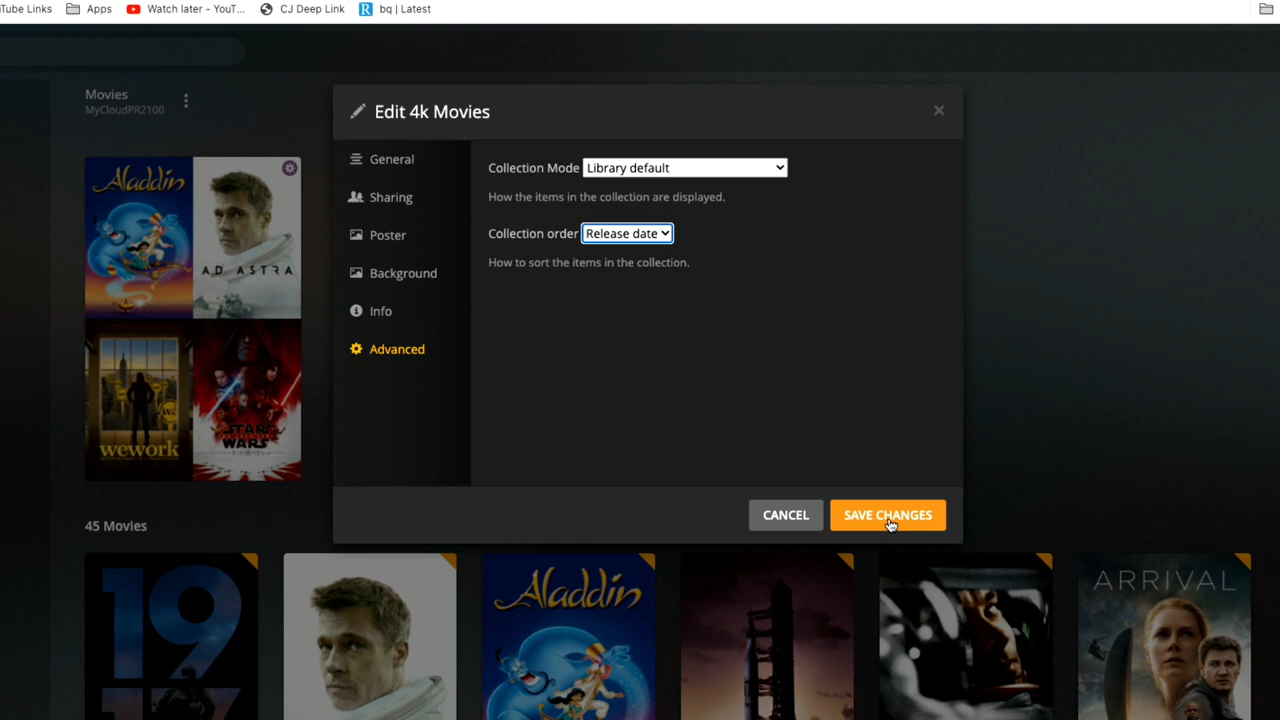 Tube Links Apps Watch later - YouT... CJ Deep Link bq | Latest
Movies
MyCloudPR2100
Aladdin
AD ASTRA
wework
STAR WARS
Edit 4k Movies
General
Sharing
Poster
Background
Info
Advanced
Collection Mode Library default
How the items in the collection are displayed.
Collection order Release date
How to sort the items in the collection.
CANCEL SAVE CHANGES
45 Movies
19
17
Aladdin
ARRIVAL